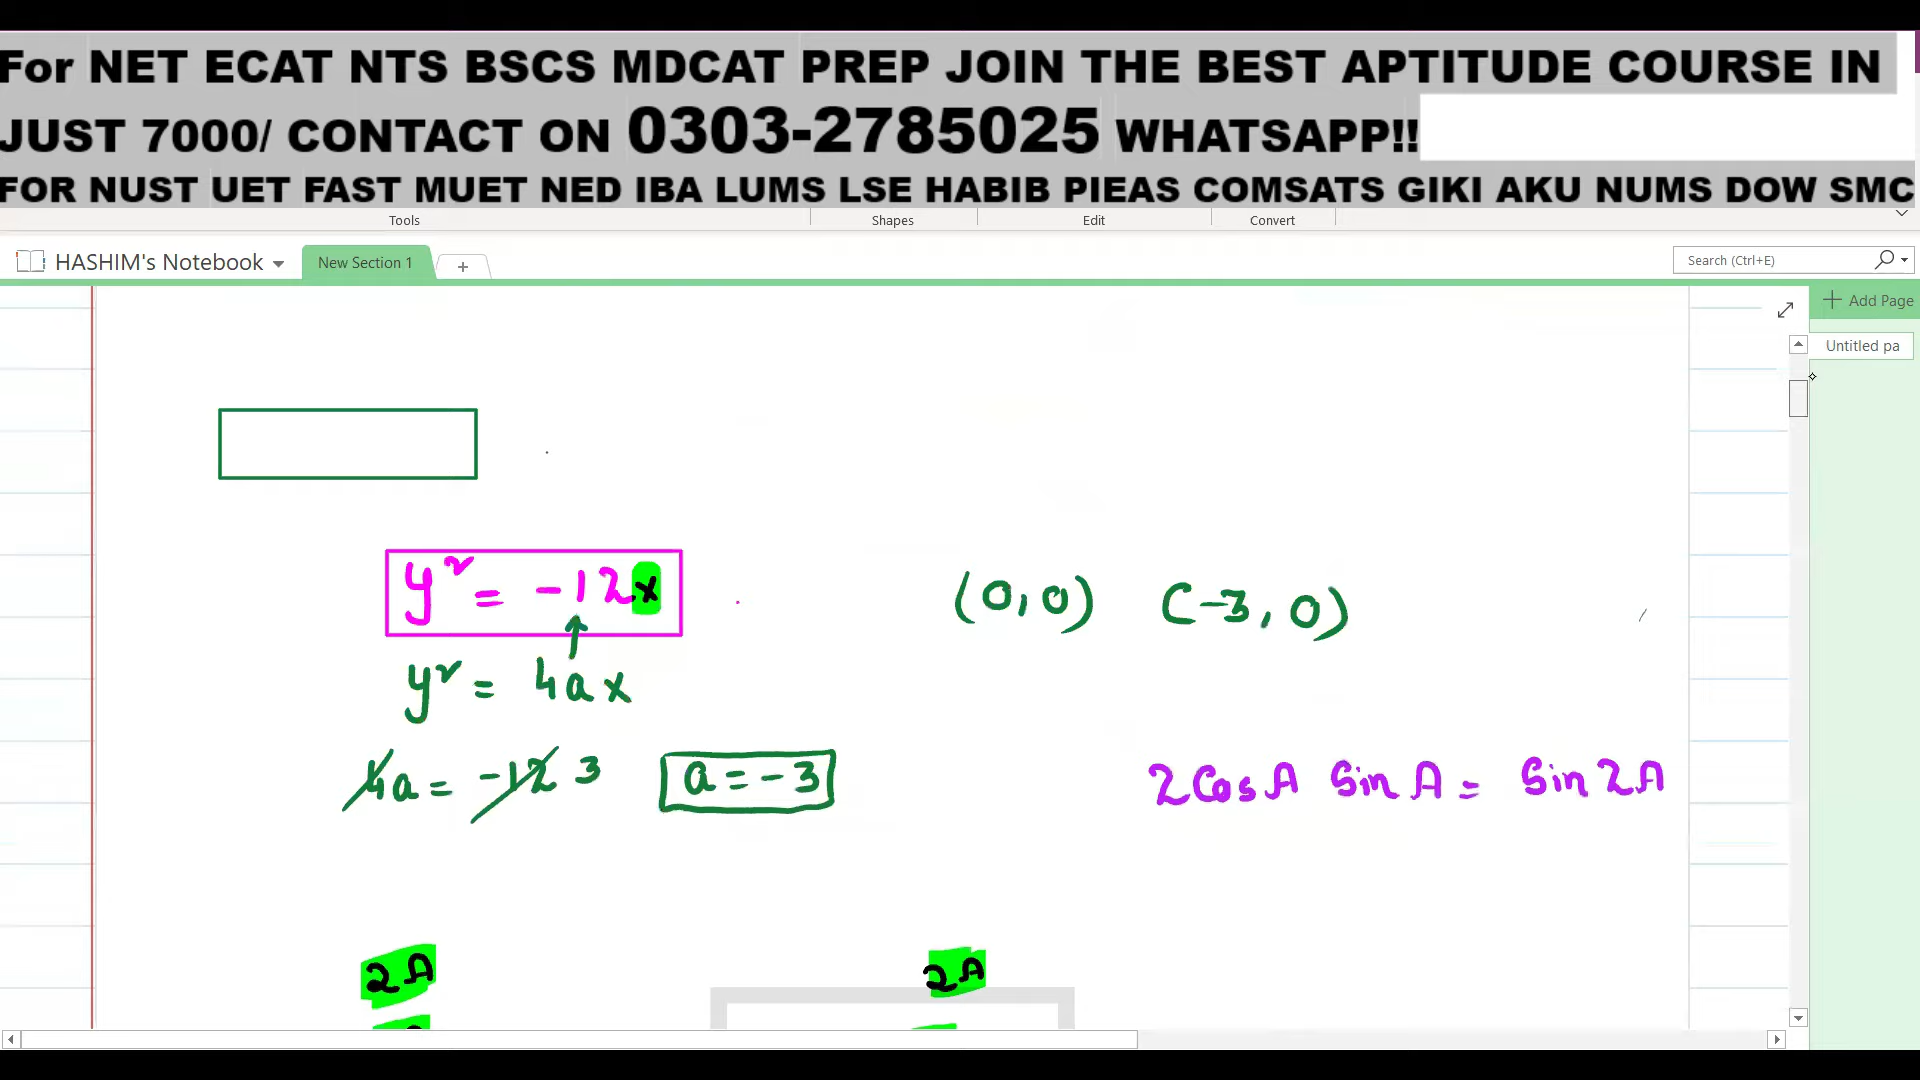 For NET ECAT NTS BSCS MDCAT PREP JOIN THE BEST APTITUDE COURSE IN
JUST 7000/ CONTACT ON 0303-2785025 WHATSAPP!!
FOR NUST UET FAST MUET NED IBA LUMS LSE HABIB PIEAS COMSATS GIKI AKU NUMS DOW SMC
Tools Shapes Edit Convert
HASHIM's Notebook New Section 1 + Search (Ctrl+E)
Add Page
Untitled pa
y² = -12x (0,0) (-3,0)
y² = 4ax
4a = -12 3 a = -3 2 Cos A Sin A = Sin 2A
2A 2A